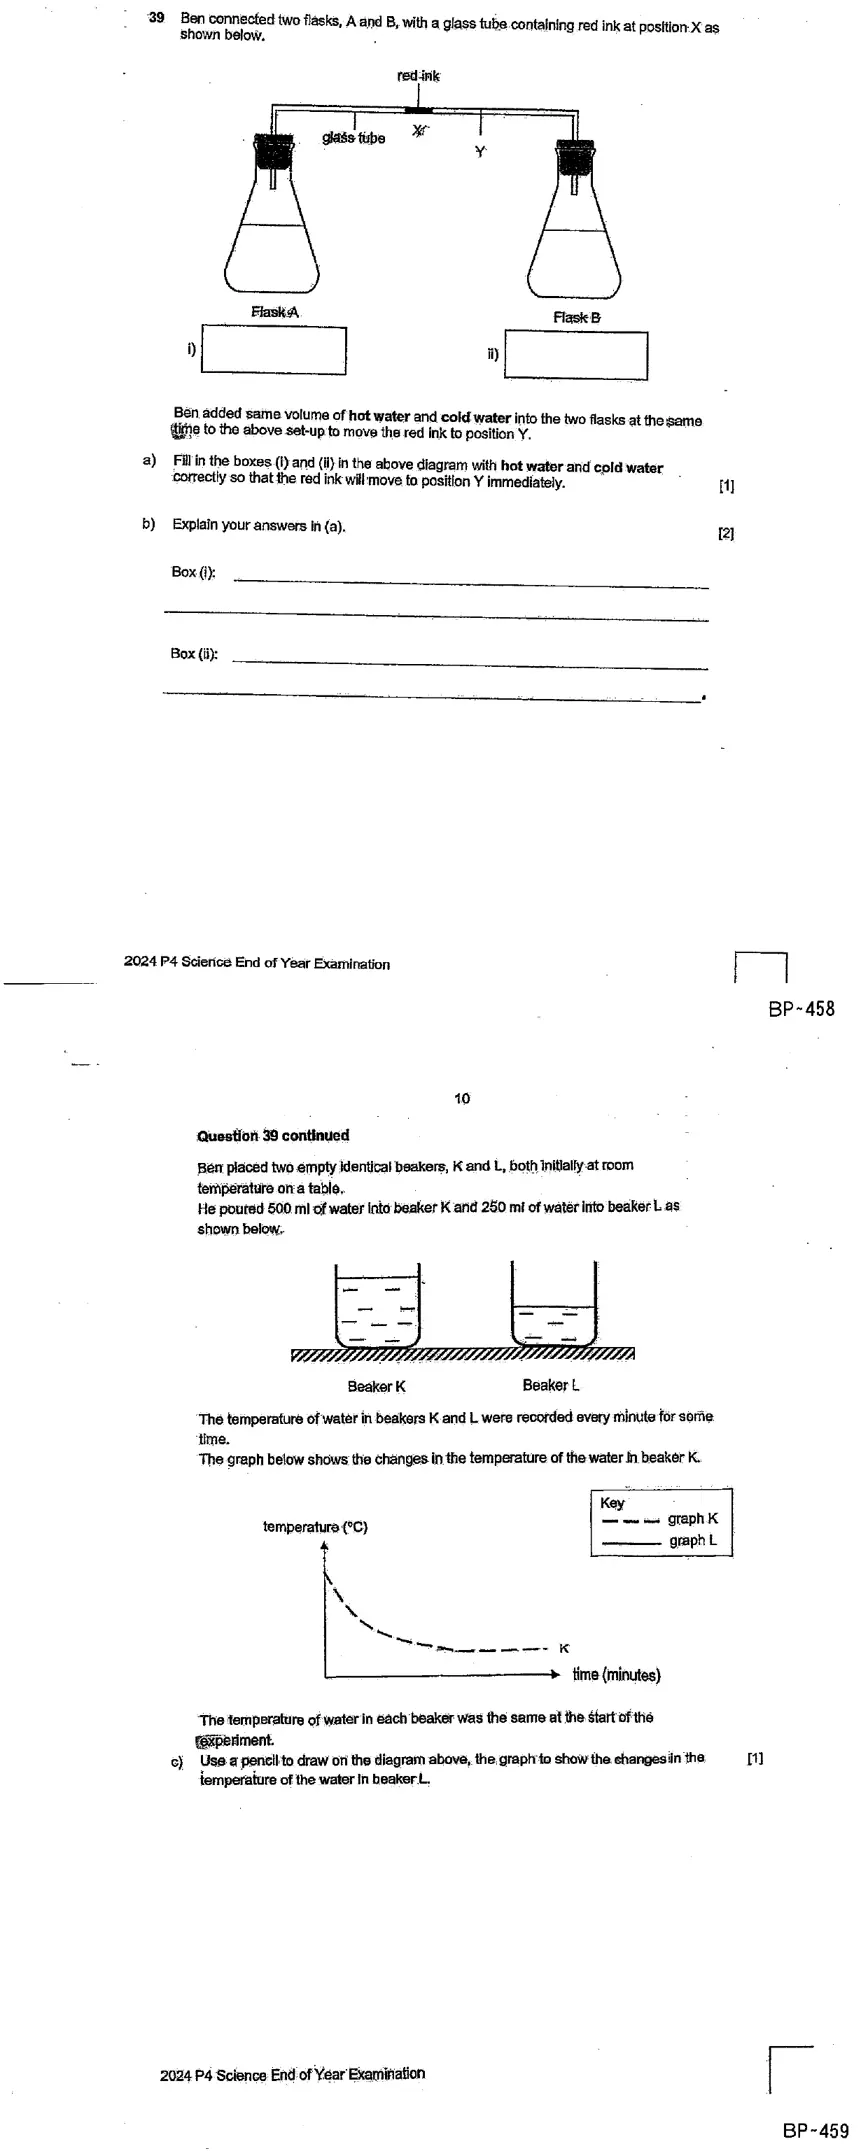 39 Ben connected two flasks, A and B, with a glass tube containing red ink at position X as
shown below.
red ink
glass tube
X
Y
Flask A
Flask B
i)
ii)
Ben added same volume of hot water and cold water into the two flasks at the same
time to the above set-up to move the red ink to position Y.
a) Fill in the boxes (i) and (ii) in the above diagram with hot water and cold water
correctly so that the red ink will move to position Y immediately. [1]
b) Explain your answers in (a). [2]
Box (i):
Box (ii):
2024 P4 Science End of Year Examination
BP-458
10
Question 39 continued
Ben placed two empty identical beakers, K and L, both initially at room
temperature on a table.
He poured 500 ml of water into beaker K and 250 ml of water into beaker L as
shown below.
Beaker K
Beaker L
The temperature of water in beakers K and L were recorded every minute for some
time.
The graph below shows the changes in the temperature of the water in beaker K.
Key
graph K
graph L
temperature (°C)
K
time (minutes)
The temperature of water in each beaker was the same at the start of the
experiment.
c) Use a pencil to draw on the diagram above, the graph to show the changes in the [1]
temperature of the water in beaker L.
2024 P4 Science End of Year Examination
BP-459